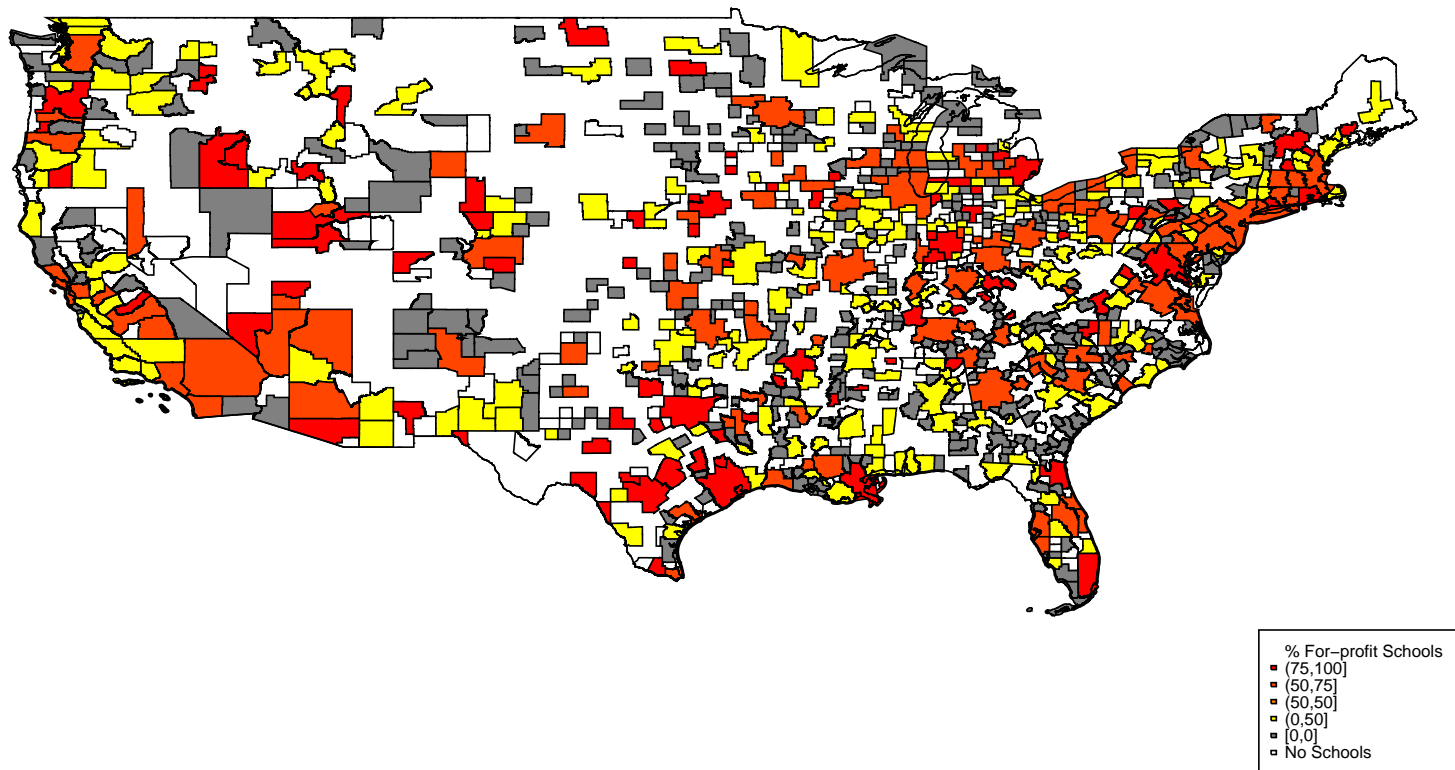 % For−profit Schools
(75,100]
(50,75]
(50,50]
(0,50]
[0,0]
No Schools